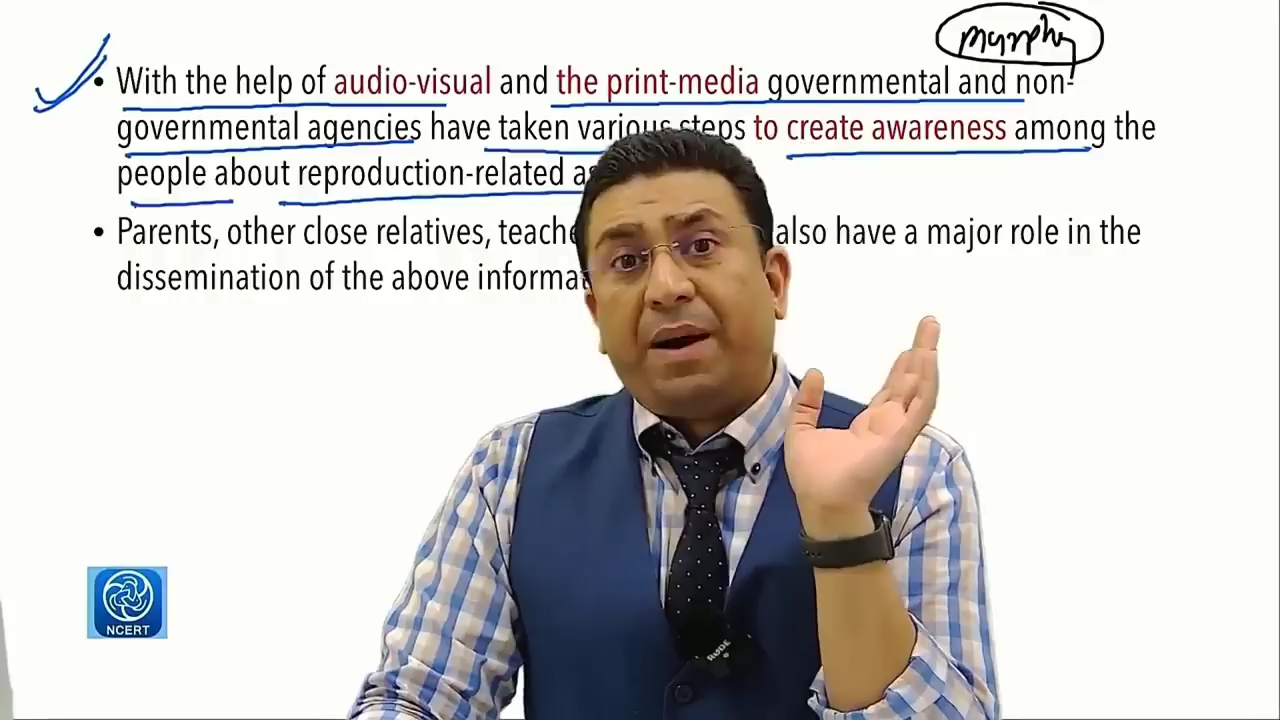 murphy
• With the help of audio-visual and the print-media governmental and non-
governmental agencies have taken various steps to create awareness among the
people about reproduction-related
• Parents, other close relatives, also have a major role in the
dissemination of the above
NCERT
RODE